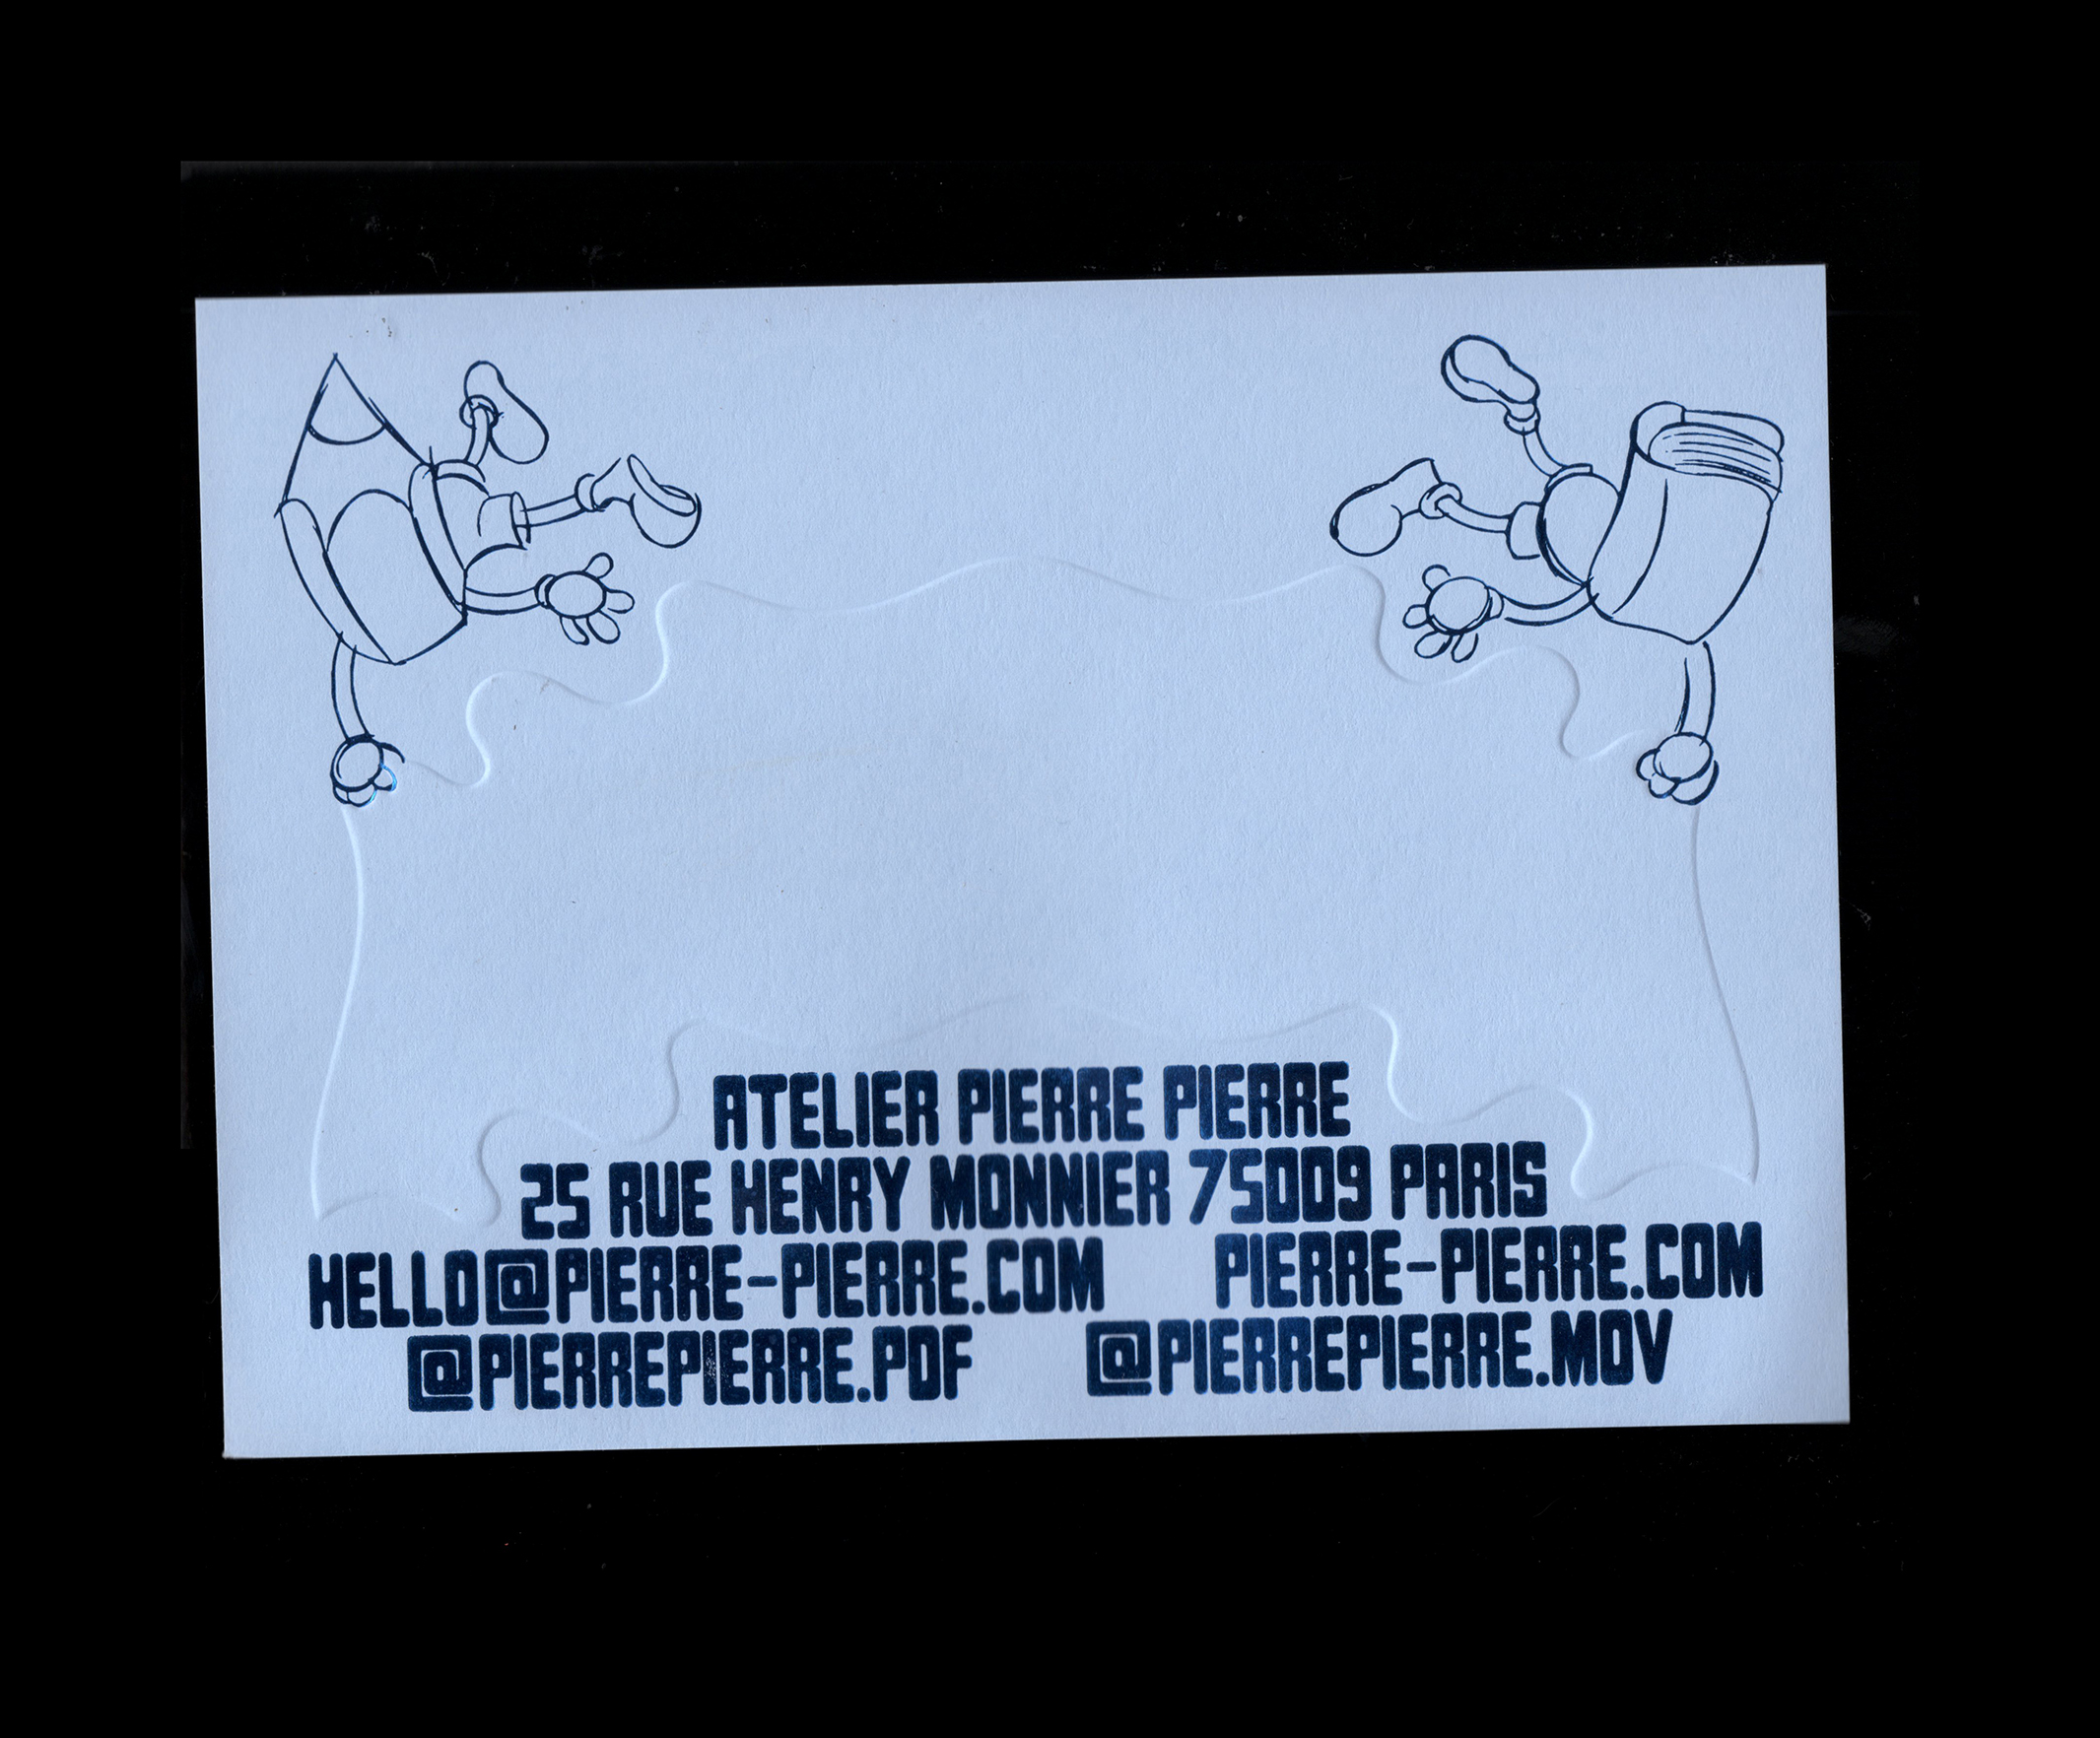 ATELIER PIERRE PIERRE
25 RUE HENRY MONNIER 75009 PARIS
HELLO@PIERRE-PIERRE.COM PIERRE-PIERRE.COM
@PIERREPIERRE.PDF @PIERREPIERRE.MOV